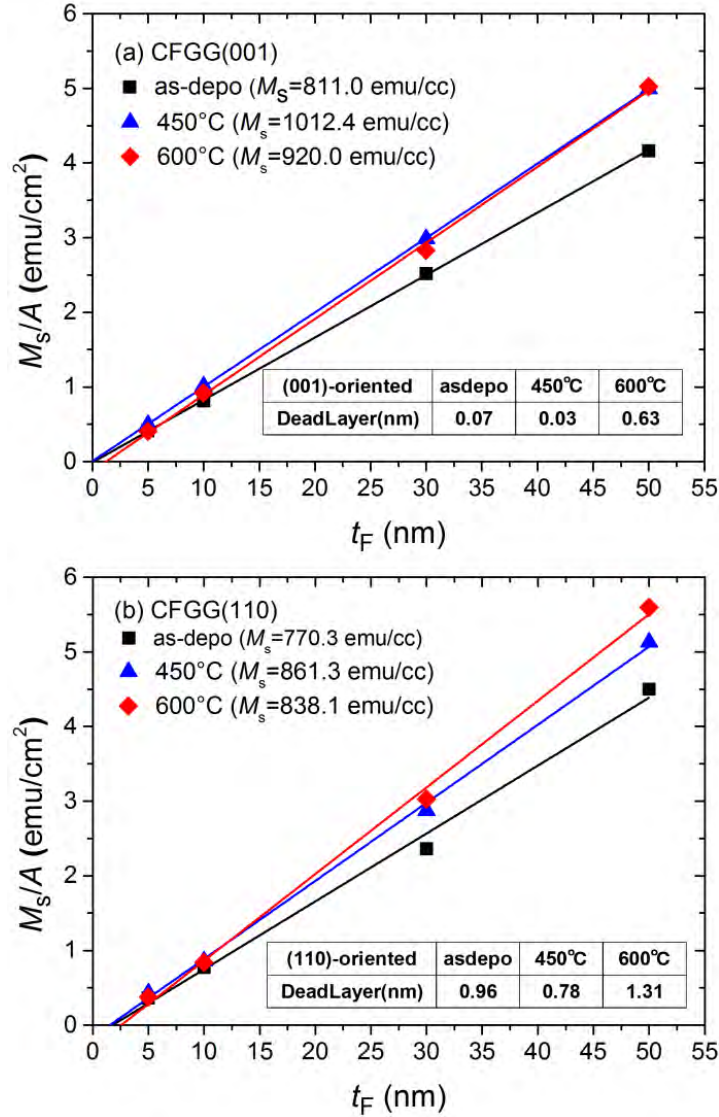 6
(a) CFGG(001)
as-depo (Ms=811.0 emu/cc)
5
450°C (Ms=1012.4 emu/cc)
600°C (Ms=920.0 emu/cc)
4
Ms/A (emu/cm²)
3
2
1
(001)-oriented asdepo 450℃ 600℃
DeadLayer(nm) 0.07 0.03 0.63
0
0 5 10 15 20 25 30 35 40 45 50 55
tF (nm)
6
(b) CFGG(110)
as-depo (Ms=770.3 emu/cc)
5
450°C (Ms=861.3 emu/cc)
600°C (Ms=838.1 emu/cc)
4
Ms/A (emu/cm²)
3
2
1
(110)-oriented asdepo 450℃ 600℃
DeadLayer(nm) 0.96 0.78 1.31
0
0 5 10 15 20 25 30 35 40 45 50 55
tF (nm)